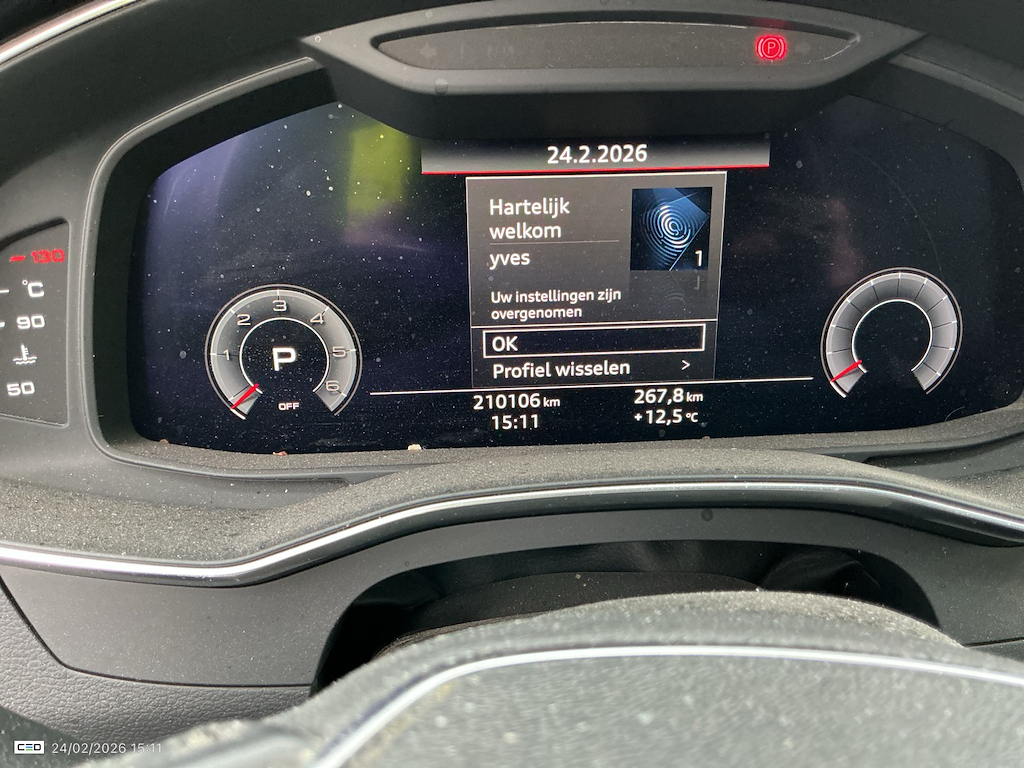 24.2.2026
Hartelijk
welkom
yves
1
Uw instellingen zijn
overgenomen
OK
Profiel wisselen >
210106 km
267,8 km
15:11
+12,5 °C
130
°C
90
50
1
2
3
4
5
6
P
OFF
P
CEO 24/02/2026 15:11